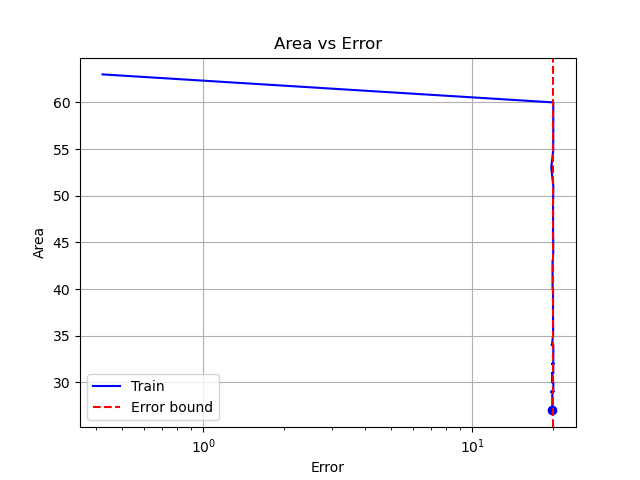 Area vs Error
Area
60
55
50
45
40
35
30
Train
Error bound
10⁰
10¹
Error